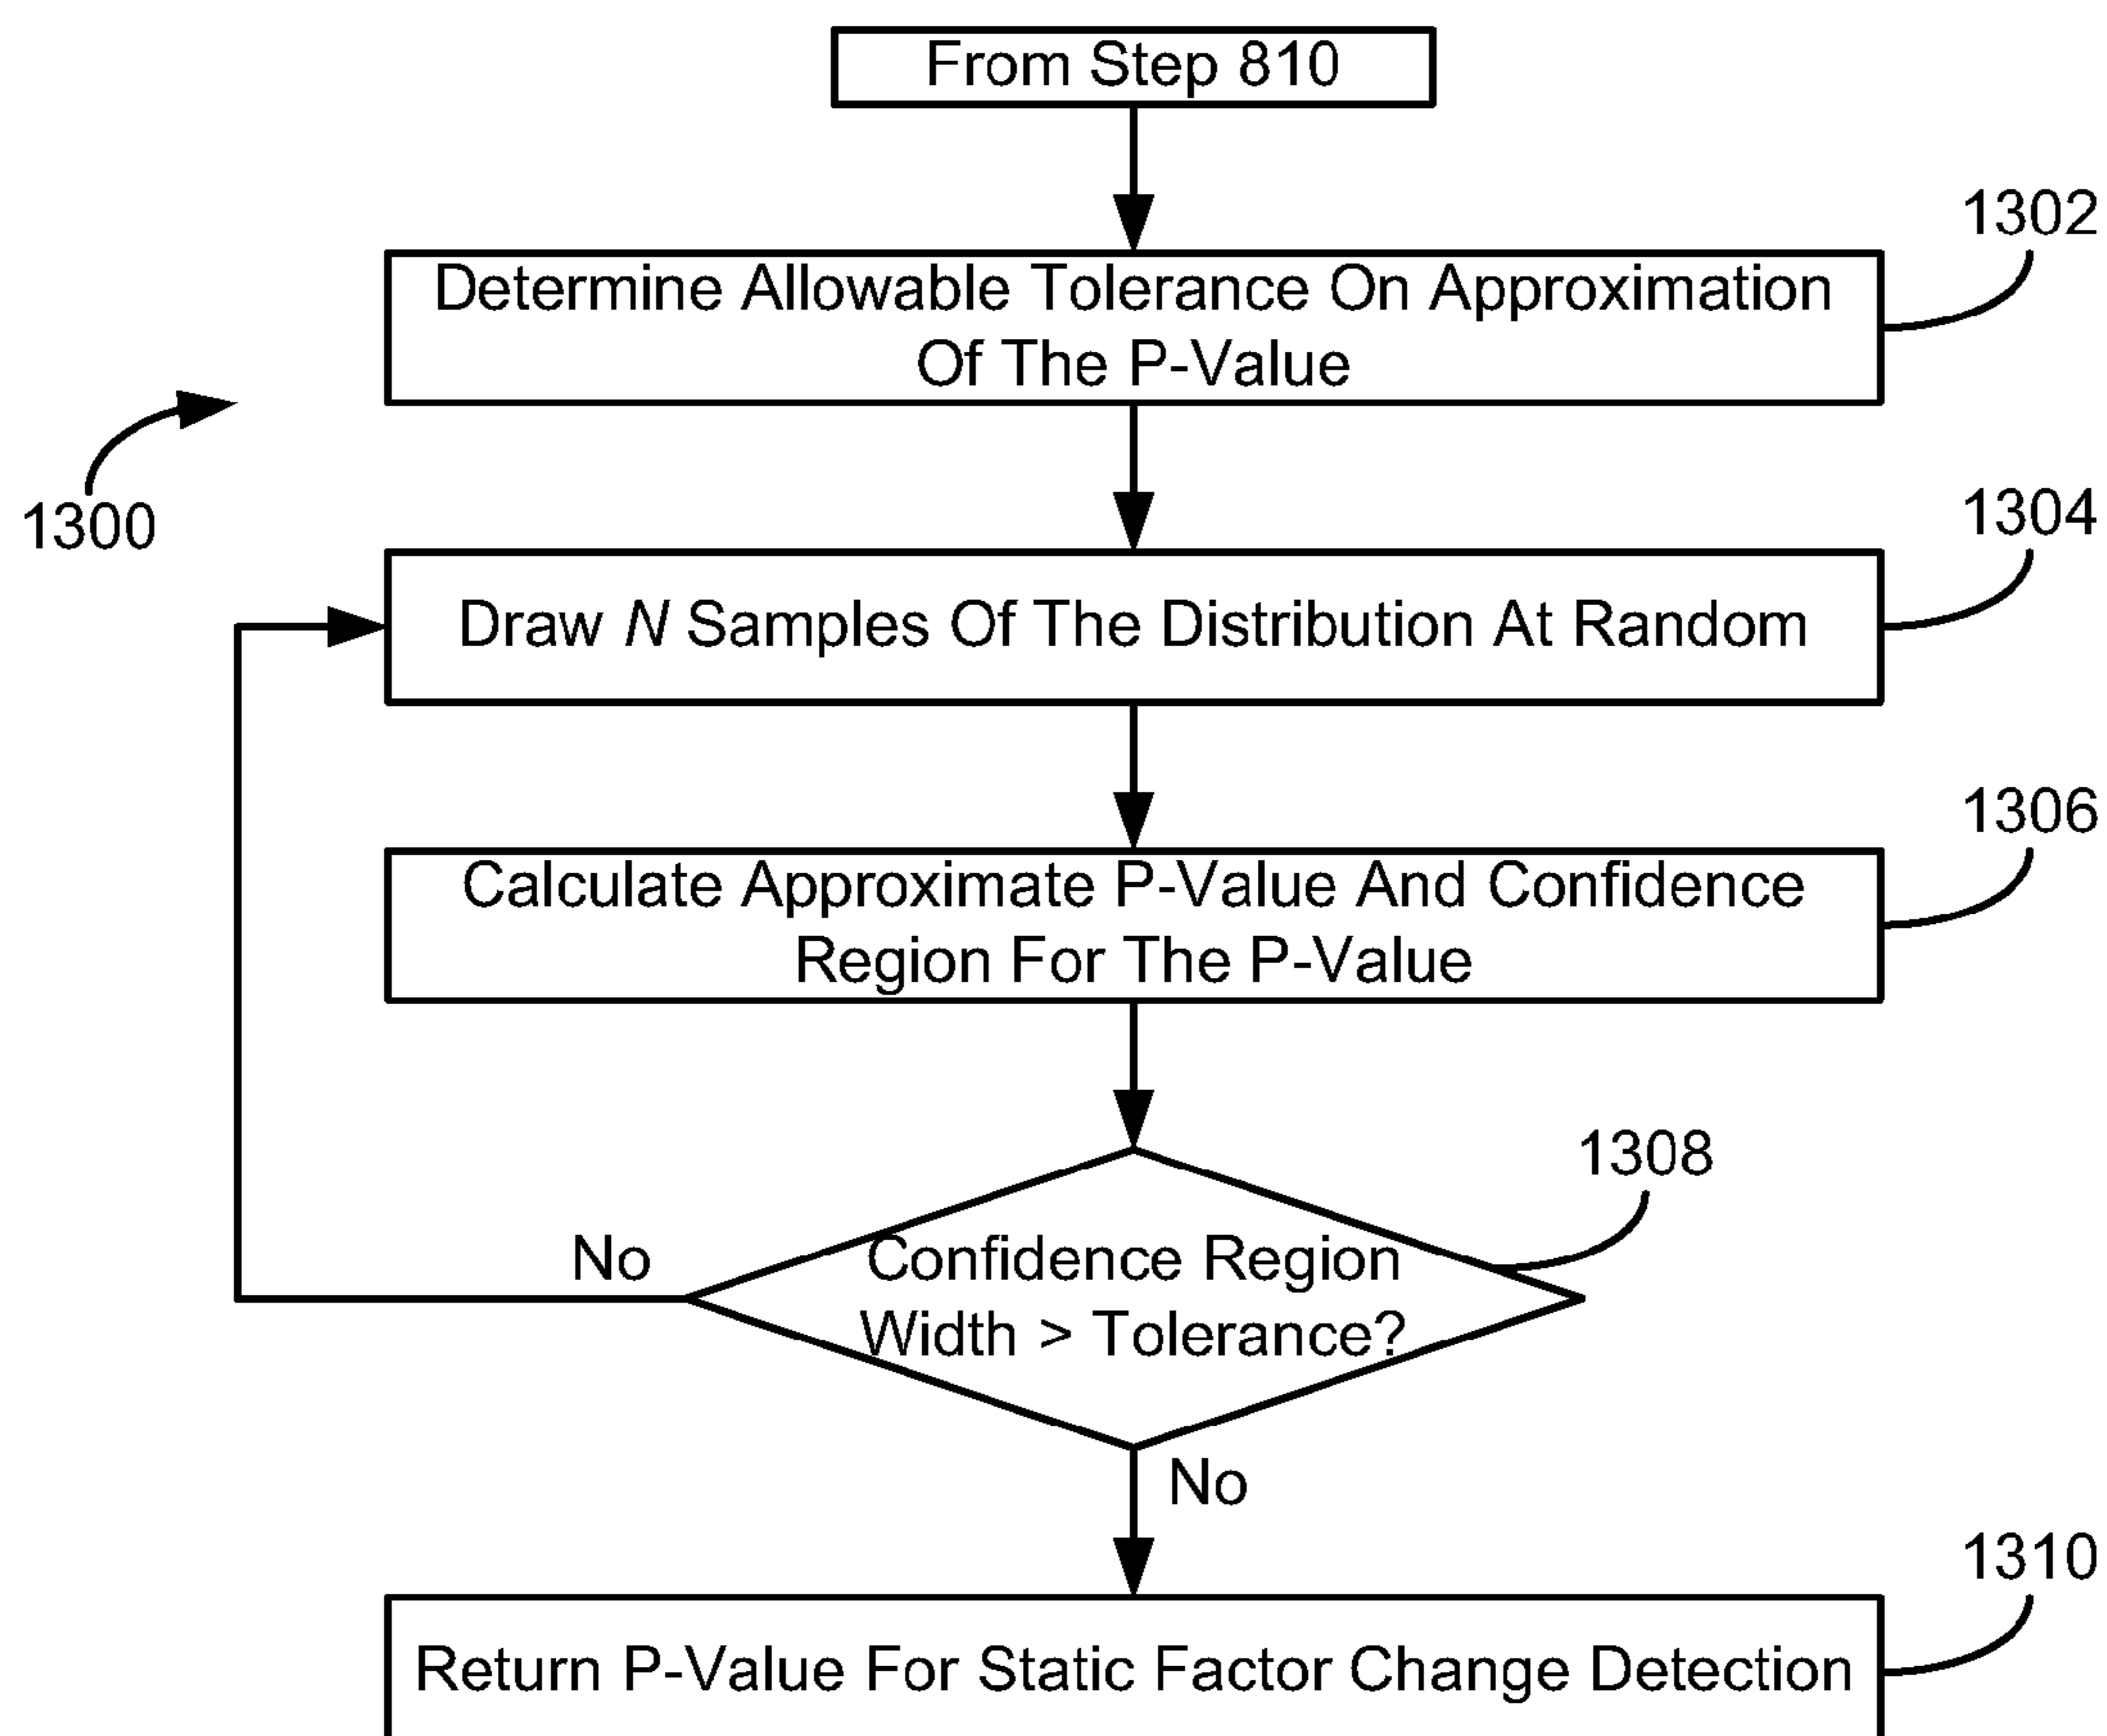 From Step 810
1302
Determine Allowable Tolerance On Approximation
Of The P-Value
1300
1304
Draw N Samples Of The Distribution At Random
1306
Calculate Approximate P-Value And Confidence
Region For The P-Value
1308
No
Confidence Region
Width > Tolerance?
No
1310
Return P-Value For Static Factor Change Detection